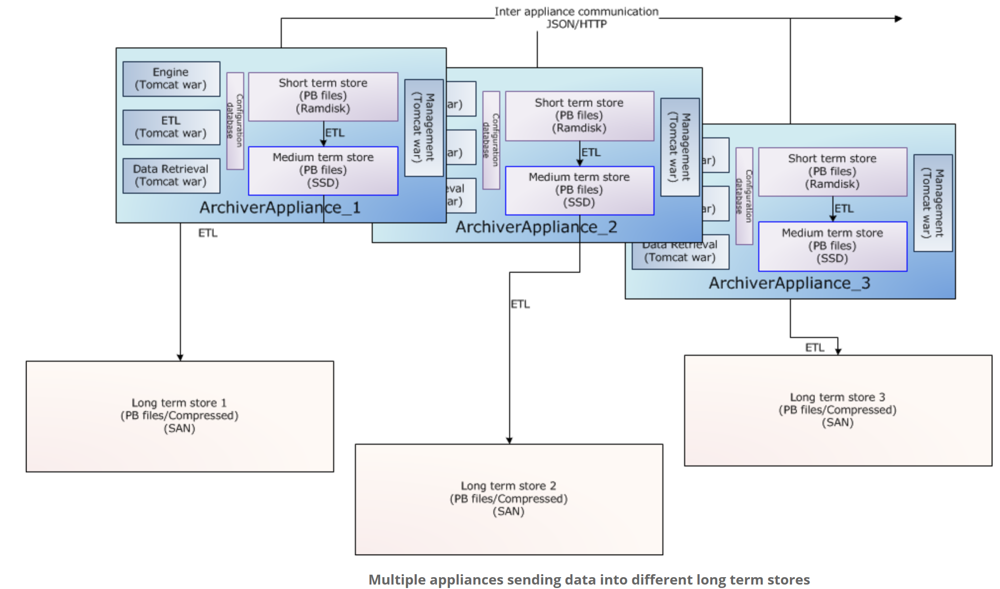 Inter appliance communication
JSON/HTTP
Engine
(Tomcat war)
ETL
(Tomcat war)
Data Retrieval
(Tomcat war)
Configuration
database
Short term store
(PB files)
(Ramdisk)
ETL
Medium term store
(PB files)
(SSD)
Management
(Tomcat war)
ArchiverAppliance_1
ar)
ar)
eval
ar)
Configuration
database
Short term store
(PB files)
(Ramdisk)
ETL
Medium term store
(PB files)
(SSD)
Management
(Tomcat war)
ArchiverAppliance_2
ar)
ar)
Data Retrieval
(Tomcat war)
Configuration
database
Short term store
(PB files)
(Ramdisk)
ETL
Medium term store
(PB files)
(SSD)
Management
(Tomcat war)
ArchiverAppliance_3
ETL
ETL
ETL
Long term store 1
(PB files/Compressed)
(SAN)
Long term store 2
(PB files/Compressed)
(SAN)
Long term store 3
(PB files/Compressed)
(SAN)
Multiple appliances sending data into different long term stores